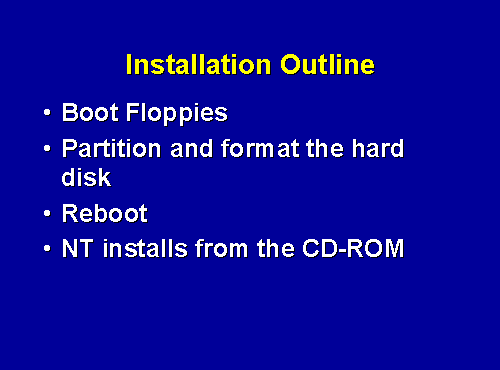 Installation Outline
• Boot Floppies
• Partition and format the hard
disk
• Reboot
• NT installs from the CD-ROM